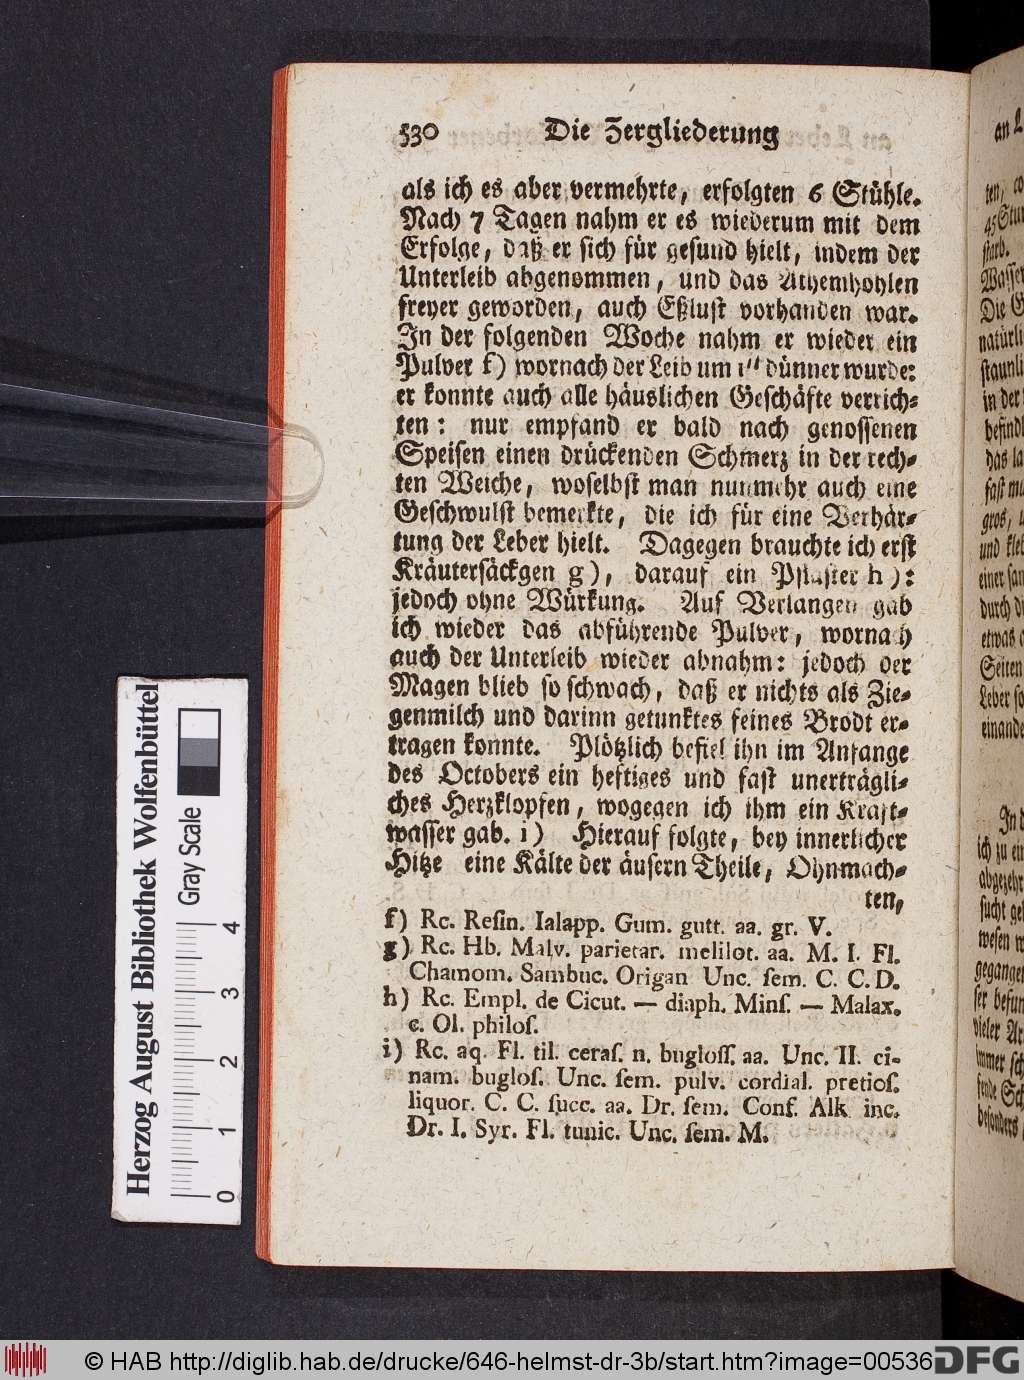 530 Die Zergliederung
als ich es aber vermehrte, erfolgten 6 Stühle.
Nach 7 Tagen nahm er es wiederum mit dem
Erfolge, daß er sich für gesund hielt, indem der
Unterleib abgenommen, und das Athemhohlen
freyer geworden, auch Eßlust vorhanden war.
In der folgenden Woche nahm er wieder ein
Pulver f) wornach der Leib um 1" dünner wurde:
er konnte auch alle häuslichen Geschäfte verrich-
ten: nur empfand er bald nach genossenen
Speisen einen drückenden Schmerz in der rech-
ten Weiche, woselbst man nunmehr auch eine
Geschwulst bemerkte, die ich für eine Verhär-
tung der Leber hielt. Dagegen brauchte ich erst
Kräutersäckgen g), darauf ein Pflaster h):
jedoch ohne Würkung. Auf Verlangen gab
ich wieder das abführende Pulver, wornach
auch der Unterleib wieder abnahm: jedoch der
Magen blieb so schwach, daß er nichts als Zie-
genmilch und darinn getunktes feines Brodt er-
tragen konnte. Plötzlich befiel ihn im Anfange
des Octobers ein heftiges und fast unerträgli-
ches Herzklopfen, wogegen ich ihm ein Kraft-
wasser gab. i) Hierauf folgte, bey innerlicher
Hitze eine Kälte der äusern Theile, Ohnmach-
ten,
f) Rc. Reſin. Ialapp. Gum. gutt. aa. gr. V.
g) Rc. Hb. Malv. parietar. melilot. aa. M. I. Fl.
Chamom. Sambuc. Origan Unc. ſem. C. C. D.
h) Rc. Empl. de Cicut. — diaph. Minſ. — Malax.
c. Ol. philoſ.
i) Rc. aq. Fl. til. ceraſ. n. bugloſſ. aa. Unc. II. ci-
nam. bugloſ. Unc. ſem. pulv. cordial. pretioſ.
liquor. C. C. ſucc. aa. Dr. ſem. Conf. Alk. inc.
Dr. I. Syr. Fl. tunic. Unc. ſem. M.
Herzog August Bibliothek Wolfenbüttel
Gray Scale
0 1 2 3 4
© HAB http://diglib.hab.de/drucke/646-helmst-dr-3b/start.htm?image=00536
DFG